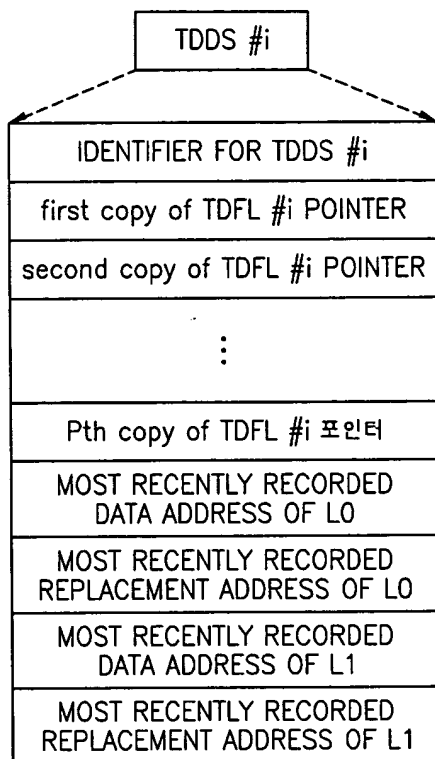 TDDS #i
IDENTIFIER FOR TDDS #i
first copy of TDFL #i POINTER
second copy of TDFL #i POINTER
⋮
Pth copy of TDFL #i 포인터
MOST RECENTLY RECORDED
DATA ADDRESS OF L0
MOST RECENTLY RECORDED
REPLACEMENT ADDRESS OF L0
MOST RECENTLY RECORDED
DATA ADDRESS OF L1
MOST RECENTLY RECORDED
REPLACEMENT ADDRESS OF L1